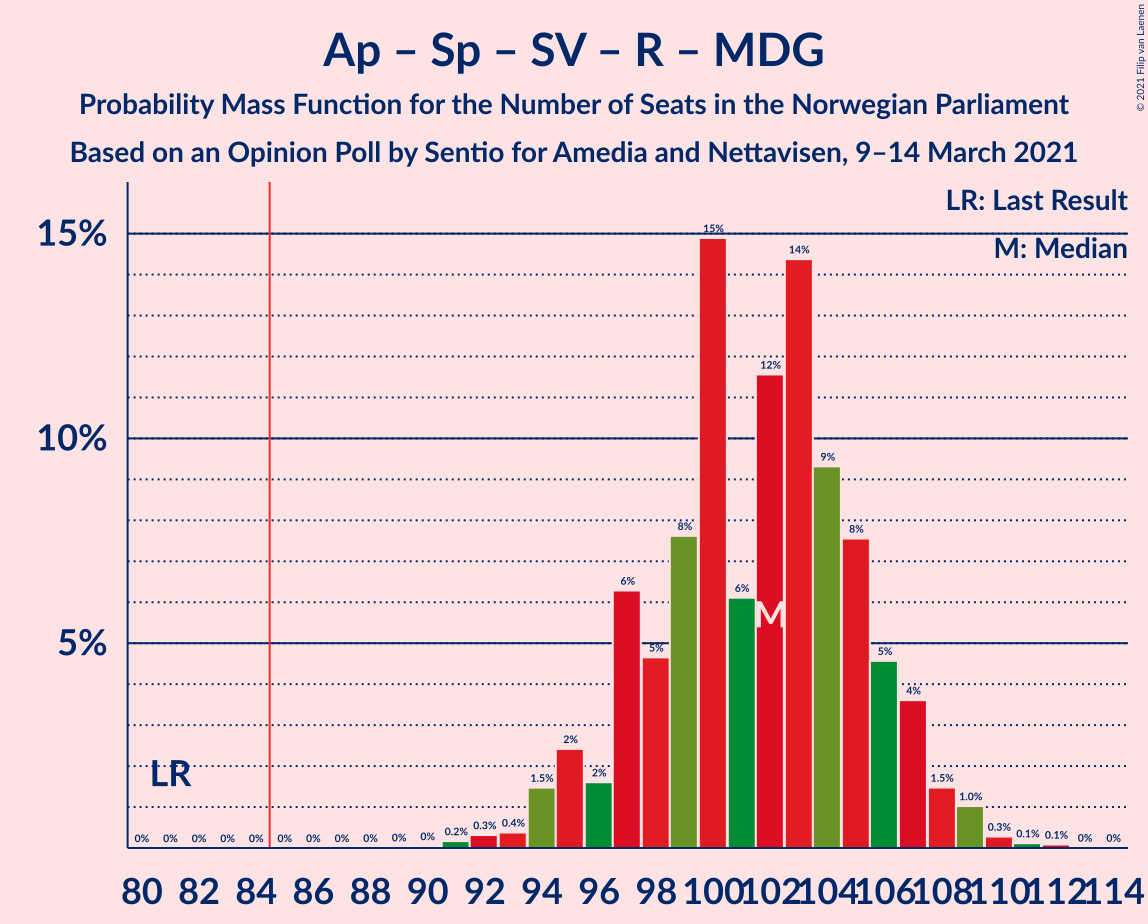 Ap – Sp – SV – R – MDG
Probability Mass Function for the Number of Seats in the Norwegian Parliament
Based on an Opinion Poll by Sentio for Amedia and Nettavisen, 9–14 March 2021
© 2021 Filip van Laenen
LR: Last Result
M: Median
15%
10%
5%
LR
M
0% 0% 0% 0% 0% 0% 0% 0% 0% 0% 0% 0.2% 0.3% 0.4% 1.5% 2% 2% 6% 5% 8% 15% 6% 12% 14% 9% 8% 5% 4% 1.5% 1.0% 0.3% 0.1% 0.1% 0% 0%
80 82 84 86 88 90 92 94 96 98 100 102 104 106 108 110 112 114